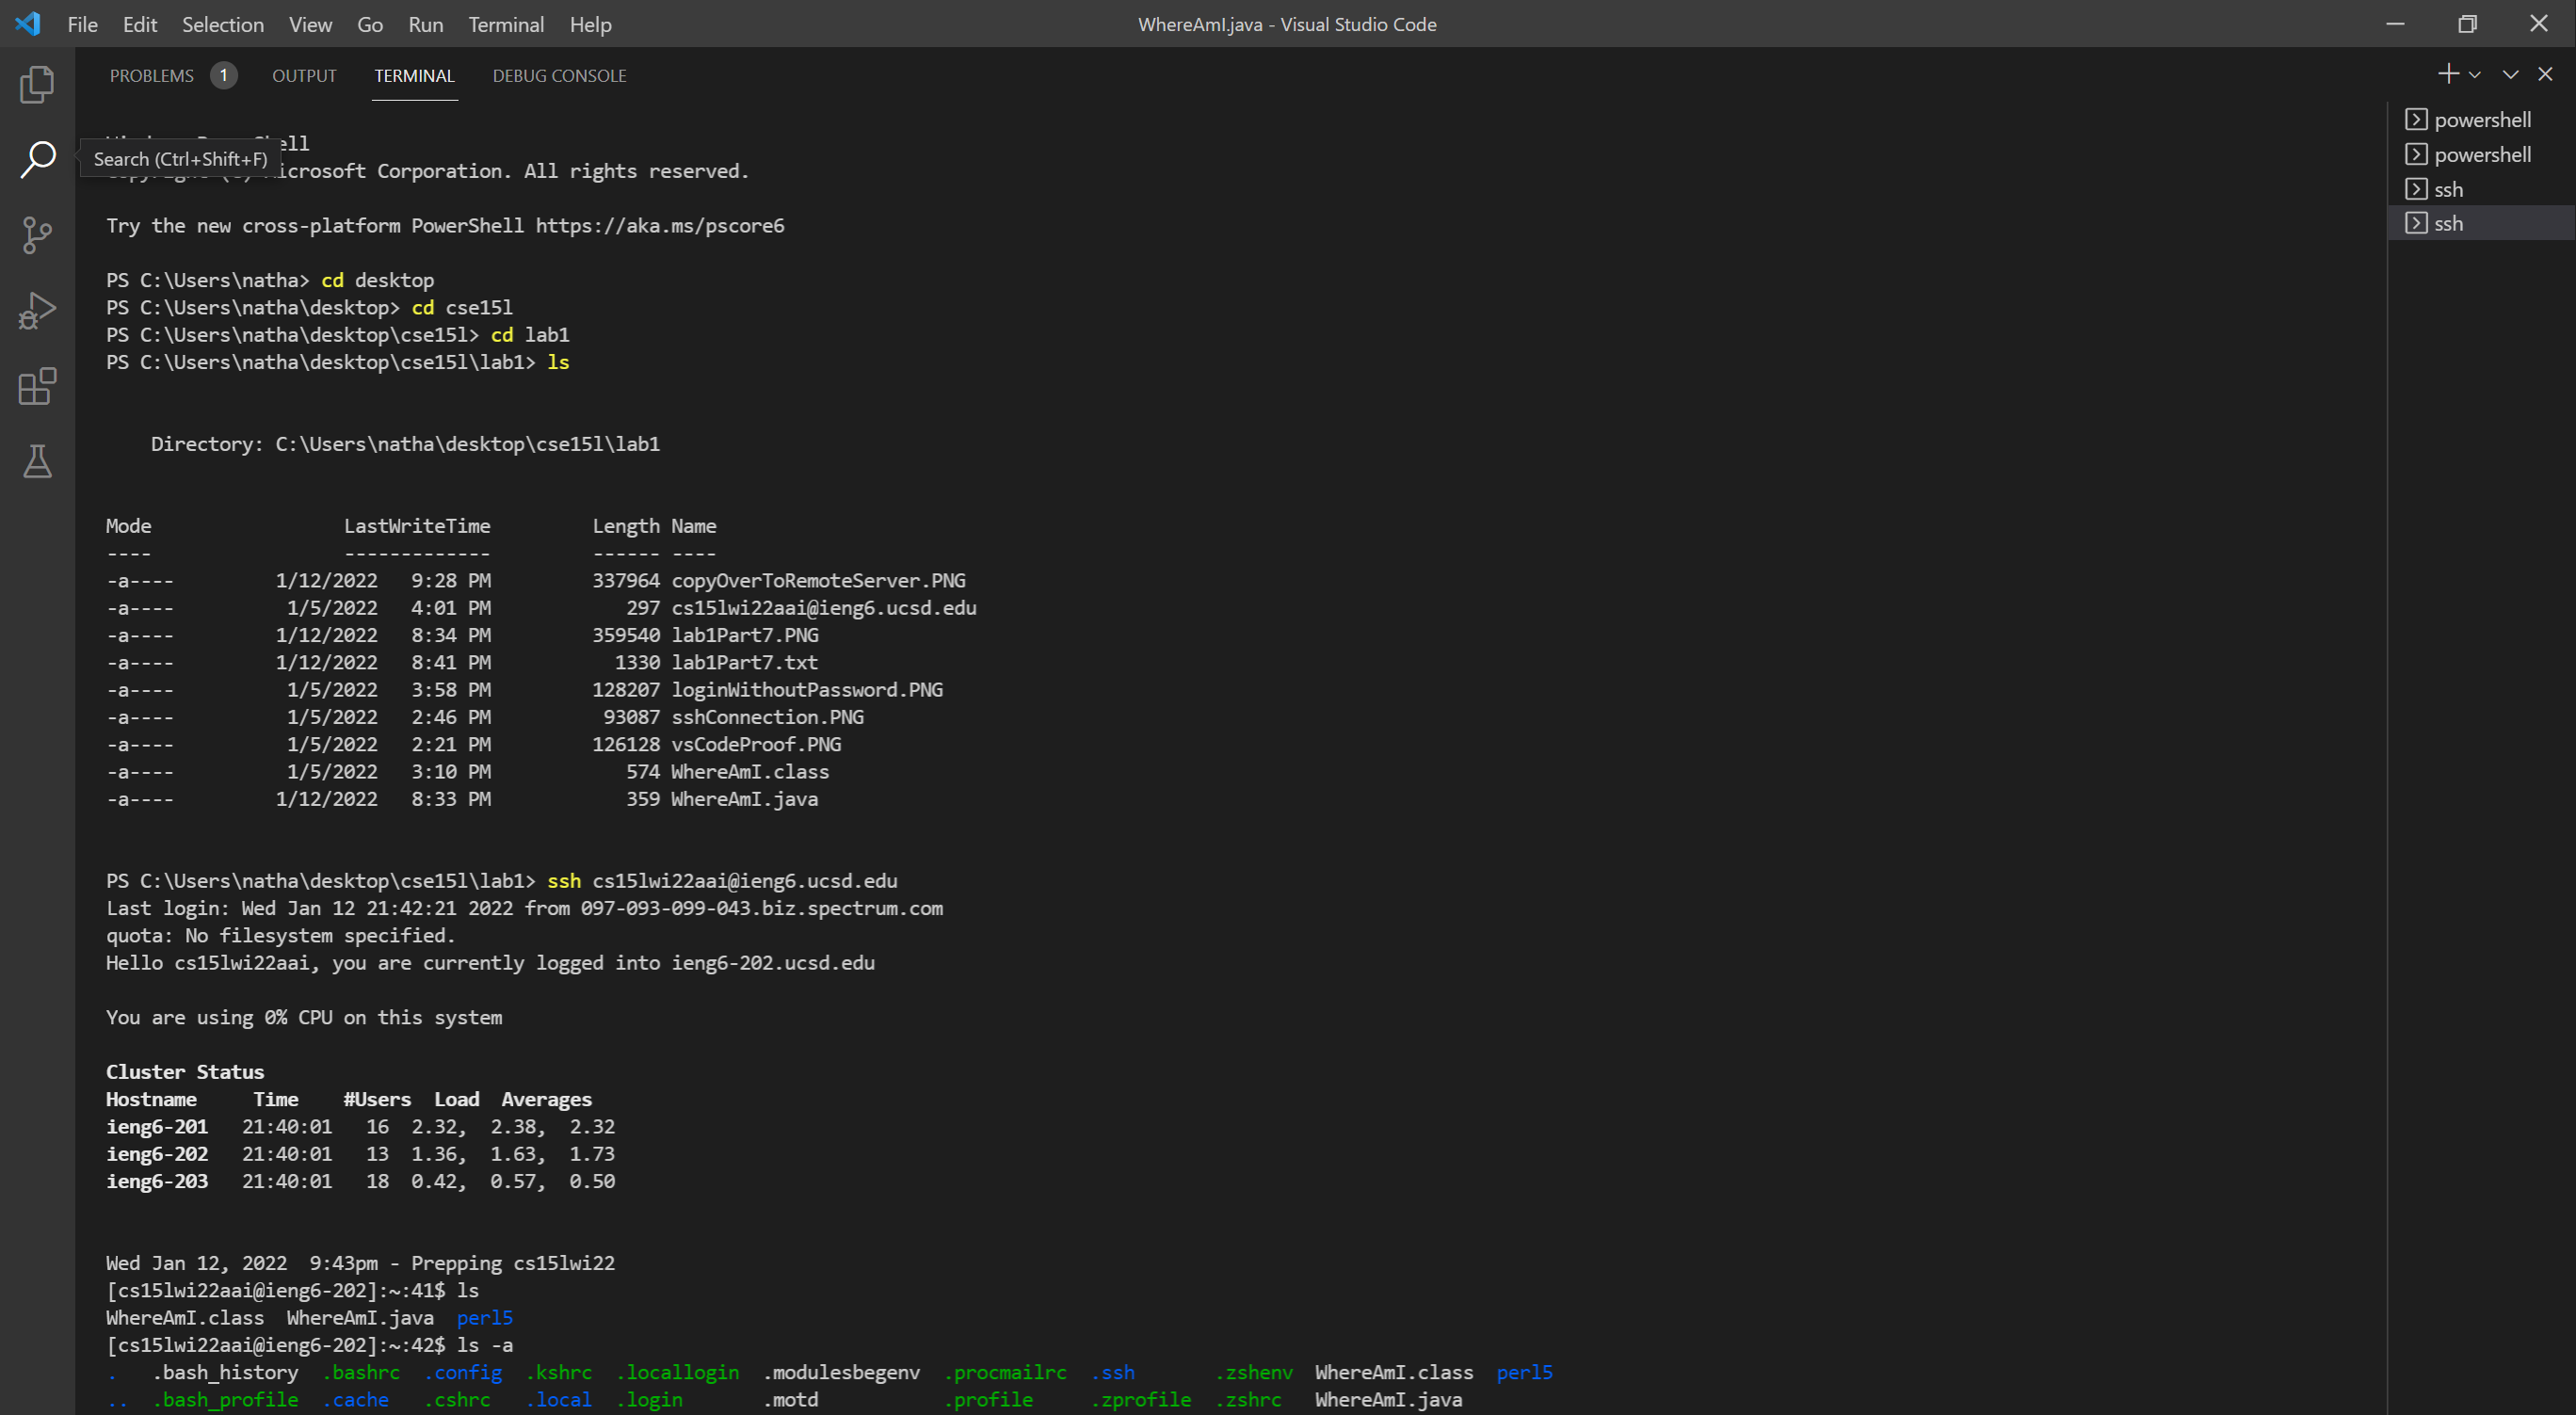 File Edit Selection View Go Run Terminal Help WhereAmI.java - Visual Studio Code
PROBLEMS 1 OUTPUT TERMINAL DEBUG CONSOLE
powershell
powershell
ssh
ssh
Search (Ctrl+Shift+F)
Microsoft Corporation. All rights reserved.
Try the new cross-platform PowerShell https://aka.ms/pscore6
PS C:\Users\natha> cd desktop
PS C:\Users\natha\desktop> cd cse15l
PS C:\Users\natha\desktop\cse15l> cd lab1
PS C:\Users\natha\desktop\cse15l\lab1> ls
Directory: C:\Users\natha\desktop\cse15l\lab1
Mode LastWriteTime Length Name
---- ------------- ------ ----
-a---- 1/12/2022 9:28 PM 337964 copyOverToRemoteServer.PNG
-a---- 1/5/2022 4:01 PM 297 cs15lwi22aai@ieng6.ucsd.edu
-a---- 1/12/2022 8:34 PM 359540 lab1Part7.PNG
-a---- 1/12/2022 8:41 PM 1330 lab1Part7.txt
-a---- 1/5/2022 3:58 PM 128207 loginWithoutPassword.PNG
-a---- 1/5/2022 2:46 PM 93087 sshConnection.PNG
-a---- 1/5/2022 2:21 PM 126128 vsCodeProof.PNG
-a---- 1/5/2022 3:10 PM 574 WhereAmI.class
-a---- 1/12/2022 8:33 PM 359 WhereAmI.java
PS C:\Users\natha\desktop\cse15l\lab1> ssh cs15lwi22aai@ieng6.ucsd.edu
Last login: Wed Jan 12 21:42:21 2022 from 097-093-099-043.biz.spectrum.com
quota: No filesystem specified.
Hello cs15lwi22aai, you are currently logged into ieng6-202.ucsd.edu
You are using 0% CPU on this system
Cluster Status
Hostname Time #Users Load Averages
ieng6-201 21:40:01 16 2.32, 2.38, 2.32
ieng6-202 21:40:01 13 1.36, 1.63, 1.73
ieng6-203 21:40:01 18 0.42, 0.57, 0.50
Wed Jan 12, 2022 9:43pm - Prepping cs15lwi22
[cs15lwi22aai@ieng6-202]:~:41$ ls
WhereAmI.class WhereAmI.java perl5
[cs15lwi22aai@ieng6-202]:~:42$ ls -a
. .bash_history .bashrc .config .kshrc .locallogin .modulesbegenv .procmailrc .ssh .zshenv WhereAmI.class perl5
.. .bash_profile .cache .cshrc .local .login .motd .profile .zprofile .zshrc WhereAmI.java